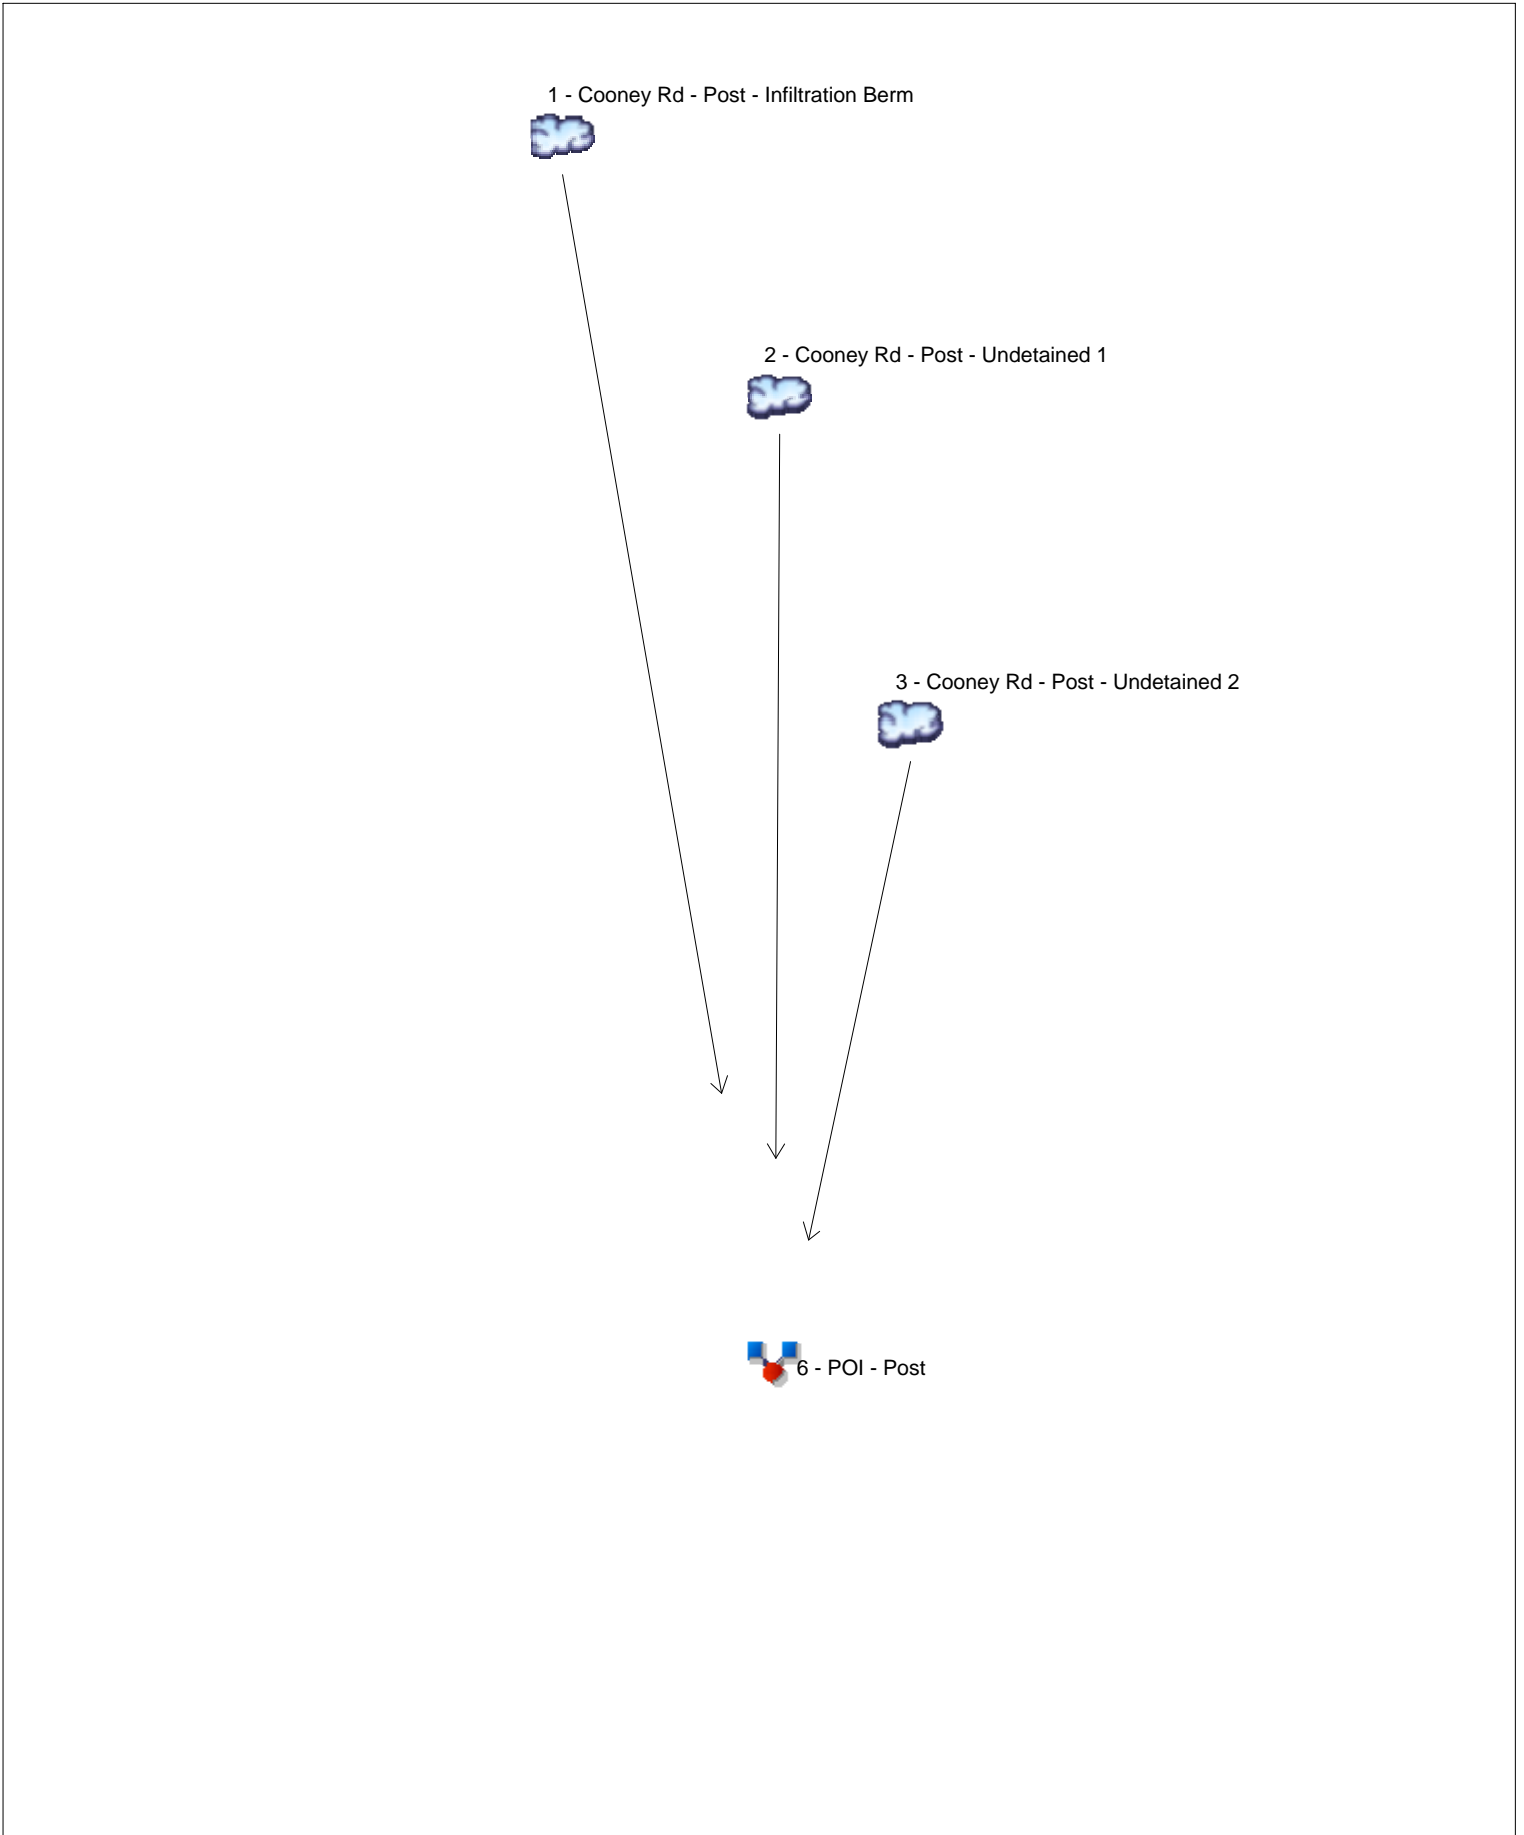 1 - Cooney Rd - Post - Infiltration Berm
2 - Cooney Rd - Post - Undetained 1
3 - Cooney Rd - Post - Undetained 2
6 - POI - Post